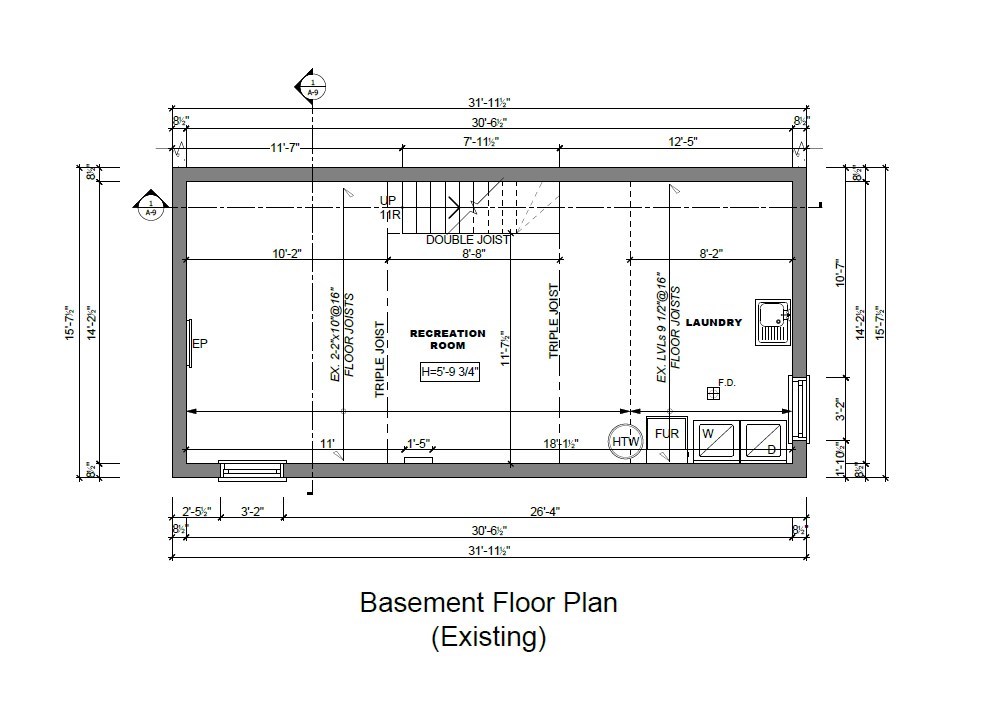 1
A-9
31'-11½"
8½"
30'-6½"
8½"
11'-7"
7'-11½"
12'-5"
8½"
8½"
1
A-9
UP
11R
DOUBLE JOIST
10'-2"
8'-8"
8'-2"
10'-7"
15'-7½"
14'-2½"
EX. 2-2"x10"@16"
FLOOR JOISTS
TRIPLE JOIST
RECREATION
ROOM
H=5'-9 3/4"
11'-7½"
TRIPLE JOIST
EX. LVLs 9 1/2"@16"
FLOOR JOISTS
LAUNDRY
14'-2½"
15'-7½"
EP
F.D.
3'-2"
11'
1'-5"
18'-1½"
HTW
FUR
W
D
1'-10½"
8½"
8½"
2'-5½"
3'-2"
26'-4"
8½"
30'-6½"
8½"
31'-11½"
Basement Floor Plan
(Existing)